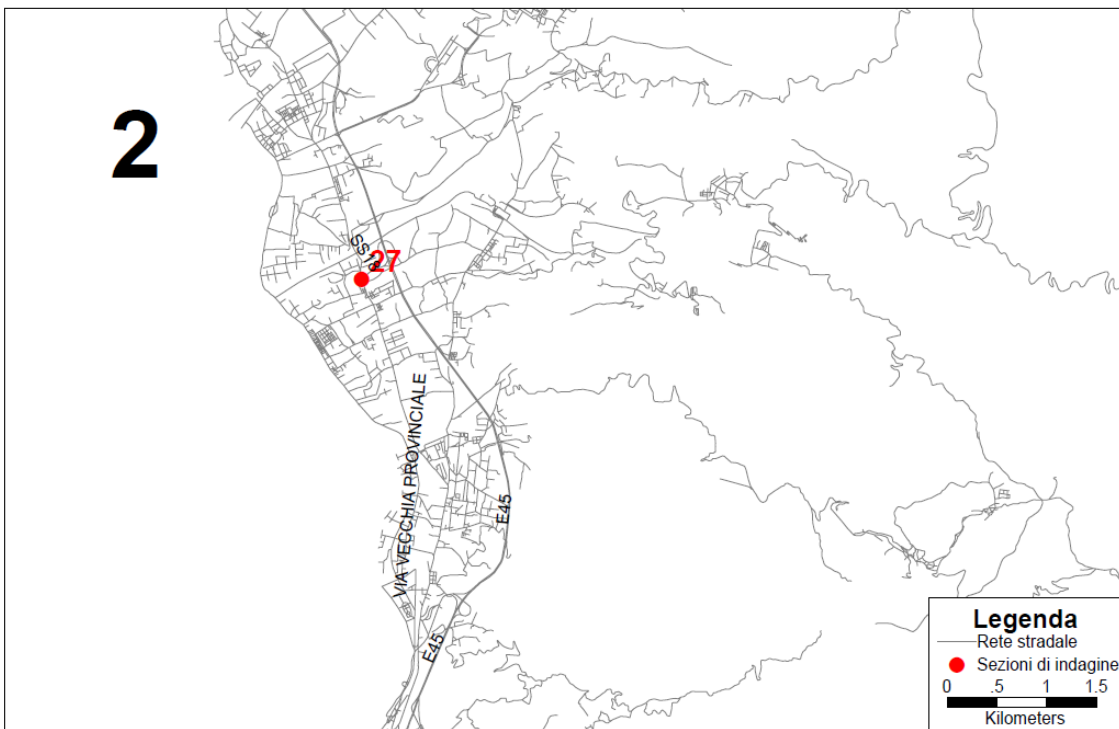 2
SS18
27
VIA VECCHIA PROVINCIALE
E45
E45
Legenda
Rete stradale
Sezioni di indagine
0 .5 1 1.5
Kilometers